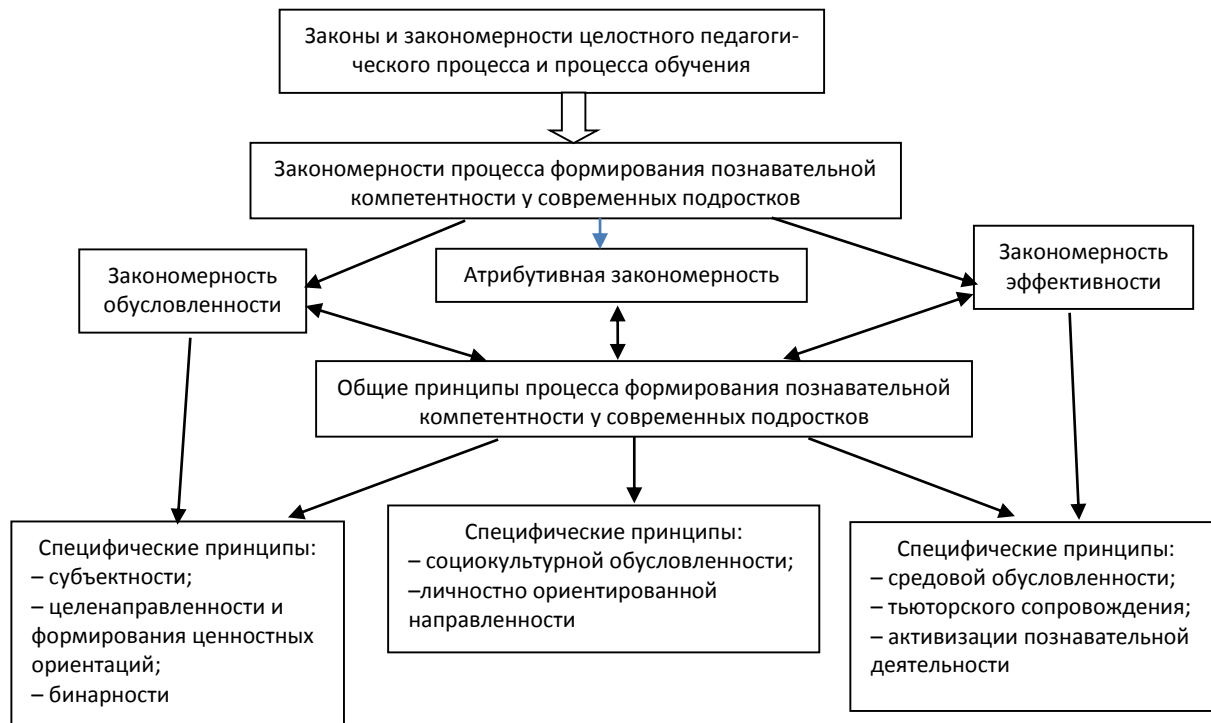 Законы и закономерности целостного педагоги-
ческого процесса и процесса обучения
Закономерности процесса формирования познавательной
компетентности у современных подростков
Закономерность
обусловленности
Атрибутивная закономерность
Закономерность
эффективности
Общие принципы процесса формирования познавательной
компетентности у современных подростков
Специфические принципы:
– субъектности;
– целенаправленности и
формирования ценностных
ориентаций;
– бинарности
Специфические принципы:
– социокультурной обусловленности;
–личностно ориентированной
направленности
Специфические принципы:
– средовой обусловленности;
– тьюторского сопровождения;
– активизации познавательной
деятельности